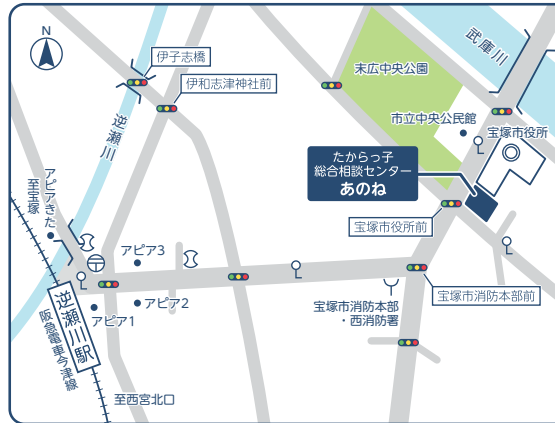 N
伊子志橋
伊和志津神社前
逆瀬川
末広中央公園
武庫川
市立中央公民館
宝塚市役所
たからっ子
総合相談センター
あのね
宝塚市役所前
アピアきた
至宝塚
アピア3
アピア2
アピア1
逆瀬川駅
阪急電車今津線
至西宮北口
宝塚市消防本部
・西消防署
宝塚市消防本部前